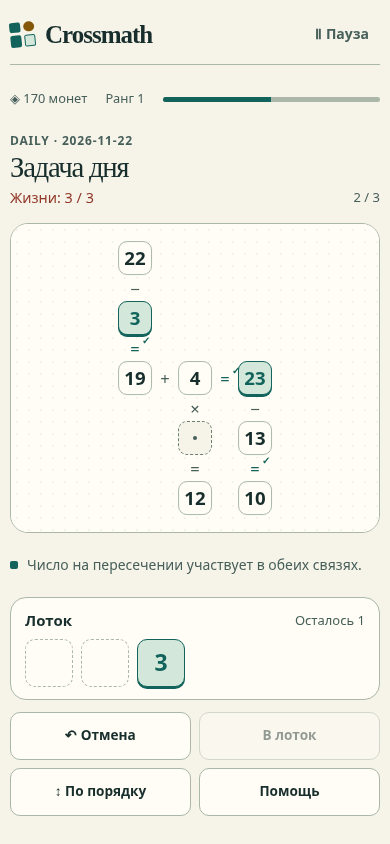 Crossmath
Ⅱ Пауза
◈ 170 монет Ранг 1
DAILY · 2026-11-22
Задача дня
Жизни: 3 / 3
2 / 3
22
−
3
= ✓
19 + 4 = ✓ 23
× −
• 13
= = ✓
12 10
Число на пересечении участвует в обеих связях.
Лоток
Осталось 1
3
↶ Отмена
В лоток
↕ По порядку
Помощь